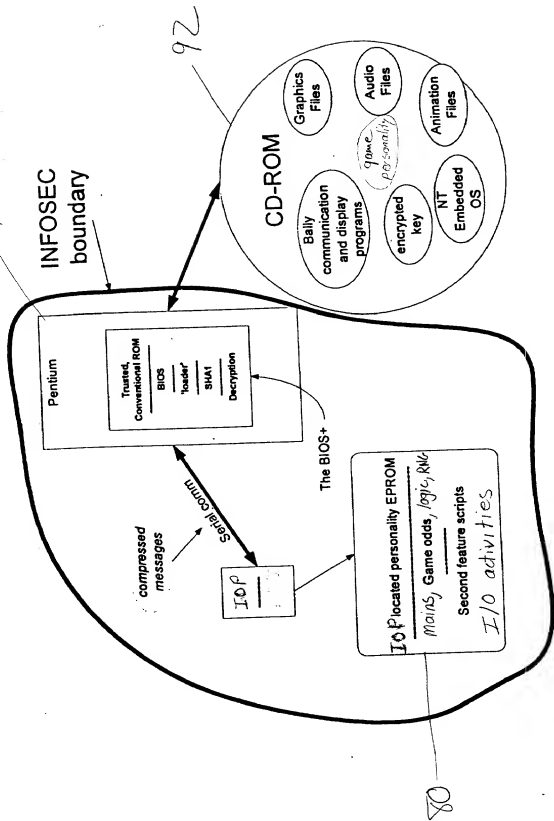 INFOSEC
boundary
Pentium
Trusted,
Conventional ROM
BIOS
'loader'
SHA1
Decryption
The BIOS+
compressed
messages
Serial comm
IOP
IOP located personality EPROM
mains, Game odds, logic, RNG
Second feature scripts
I/O activities
80
92
CD-ROM
Bally
communication
and display
programs
Graphics
Files
game
personality
Audio
Files
encrypted
key
Animation
Files
NT
Embedded
OS